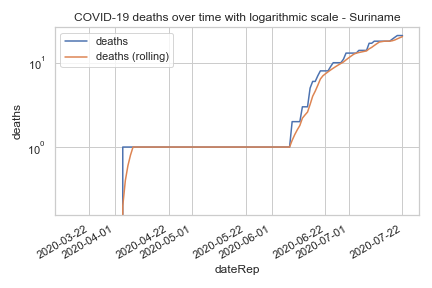 COVID-19 deaths over time with logarithmic scale - Suriname
deaths
deaths (rolling)
10¹
10⁰
deaths
2020-03-22
2020-04-01
2020-04-22
2020-05-01
2020-05-22
2020-06-01
2020-06-22
2020-07-01
2020-07-22
dateRep